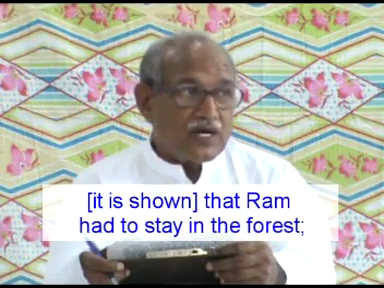 [it is shown] that Ram
had to stay in the forest;